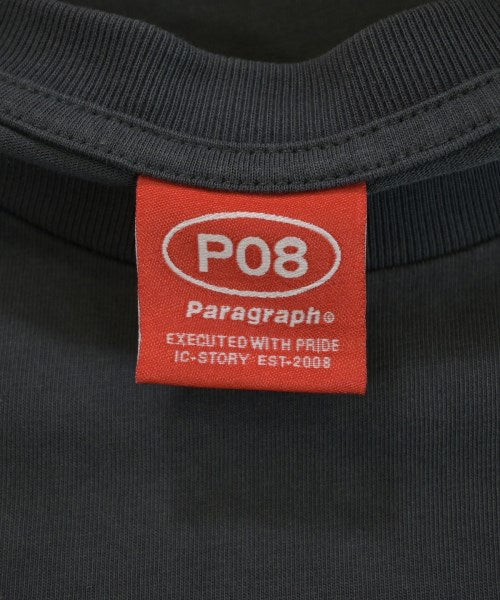 P08
Paragraph®
EXECUTED WITH PRIDE
IC-STORY EST-2008